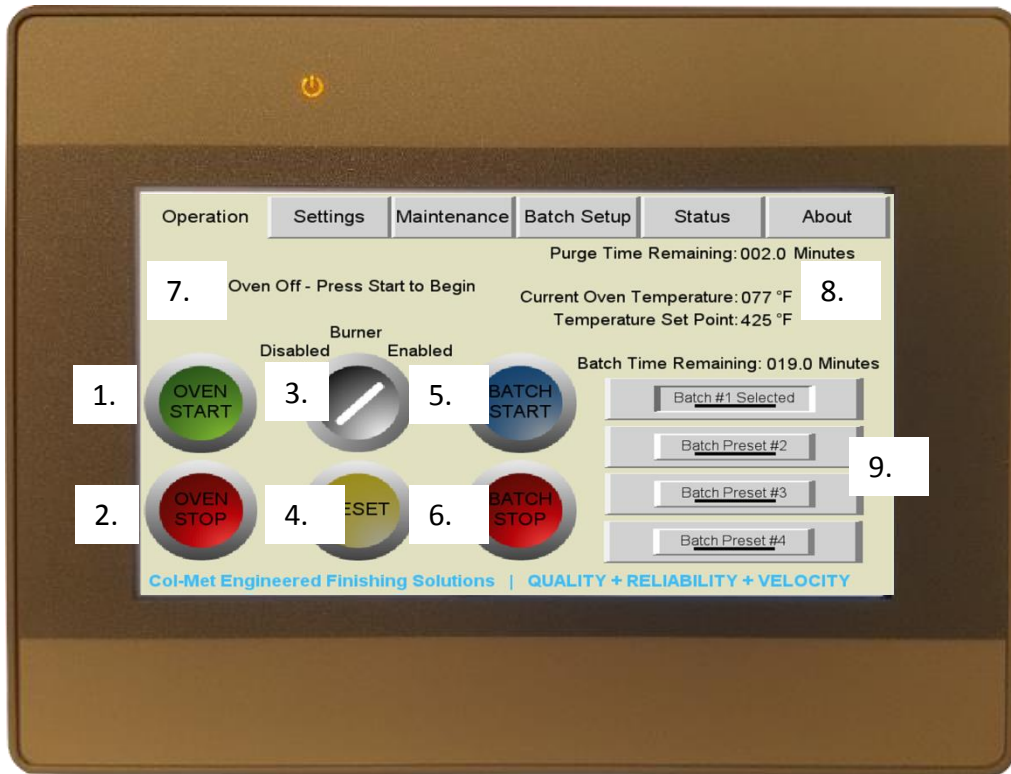 Operation Settings Maintenance Batch Setup Status About
Purge Time Remaining: 002.0 Minutes
7. Oven Off - Press Start to Begin
Current Oven Temperature: 077 °F 8.
Temperature Set Point: 425 °F
Burner
Disabled Enabled
Batch Time Remaining: 019.0 Minutes
1. OVEN START
3.
5. BATCH START
Batch #1 Selected
Batch Preset #2
9.
2. OVEN STOP
4. ESET
6. BATCH STOP
Batch Preset #3
Batch Preset #4
Col-Met Engineered Finishing Solutions | QUALITY + RELIABILITY + VELOCITY